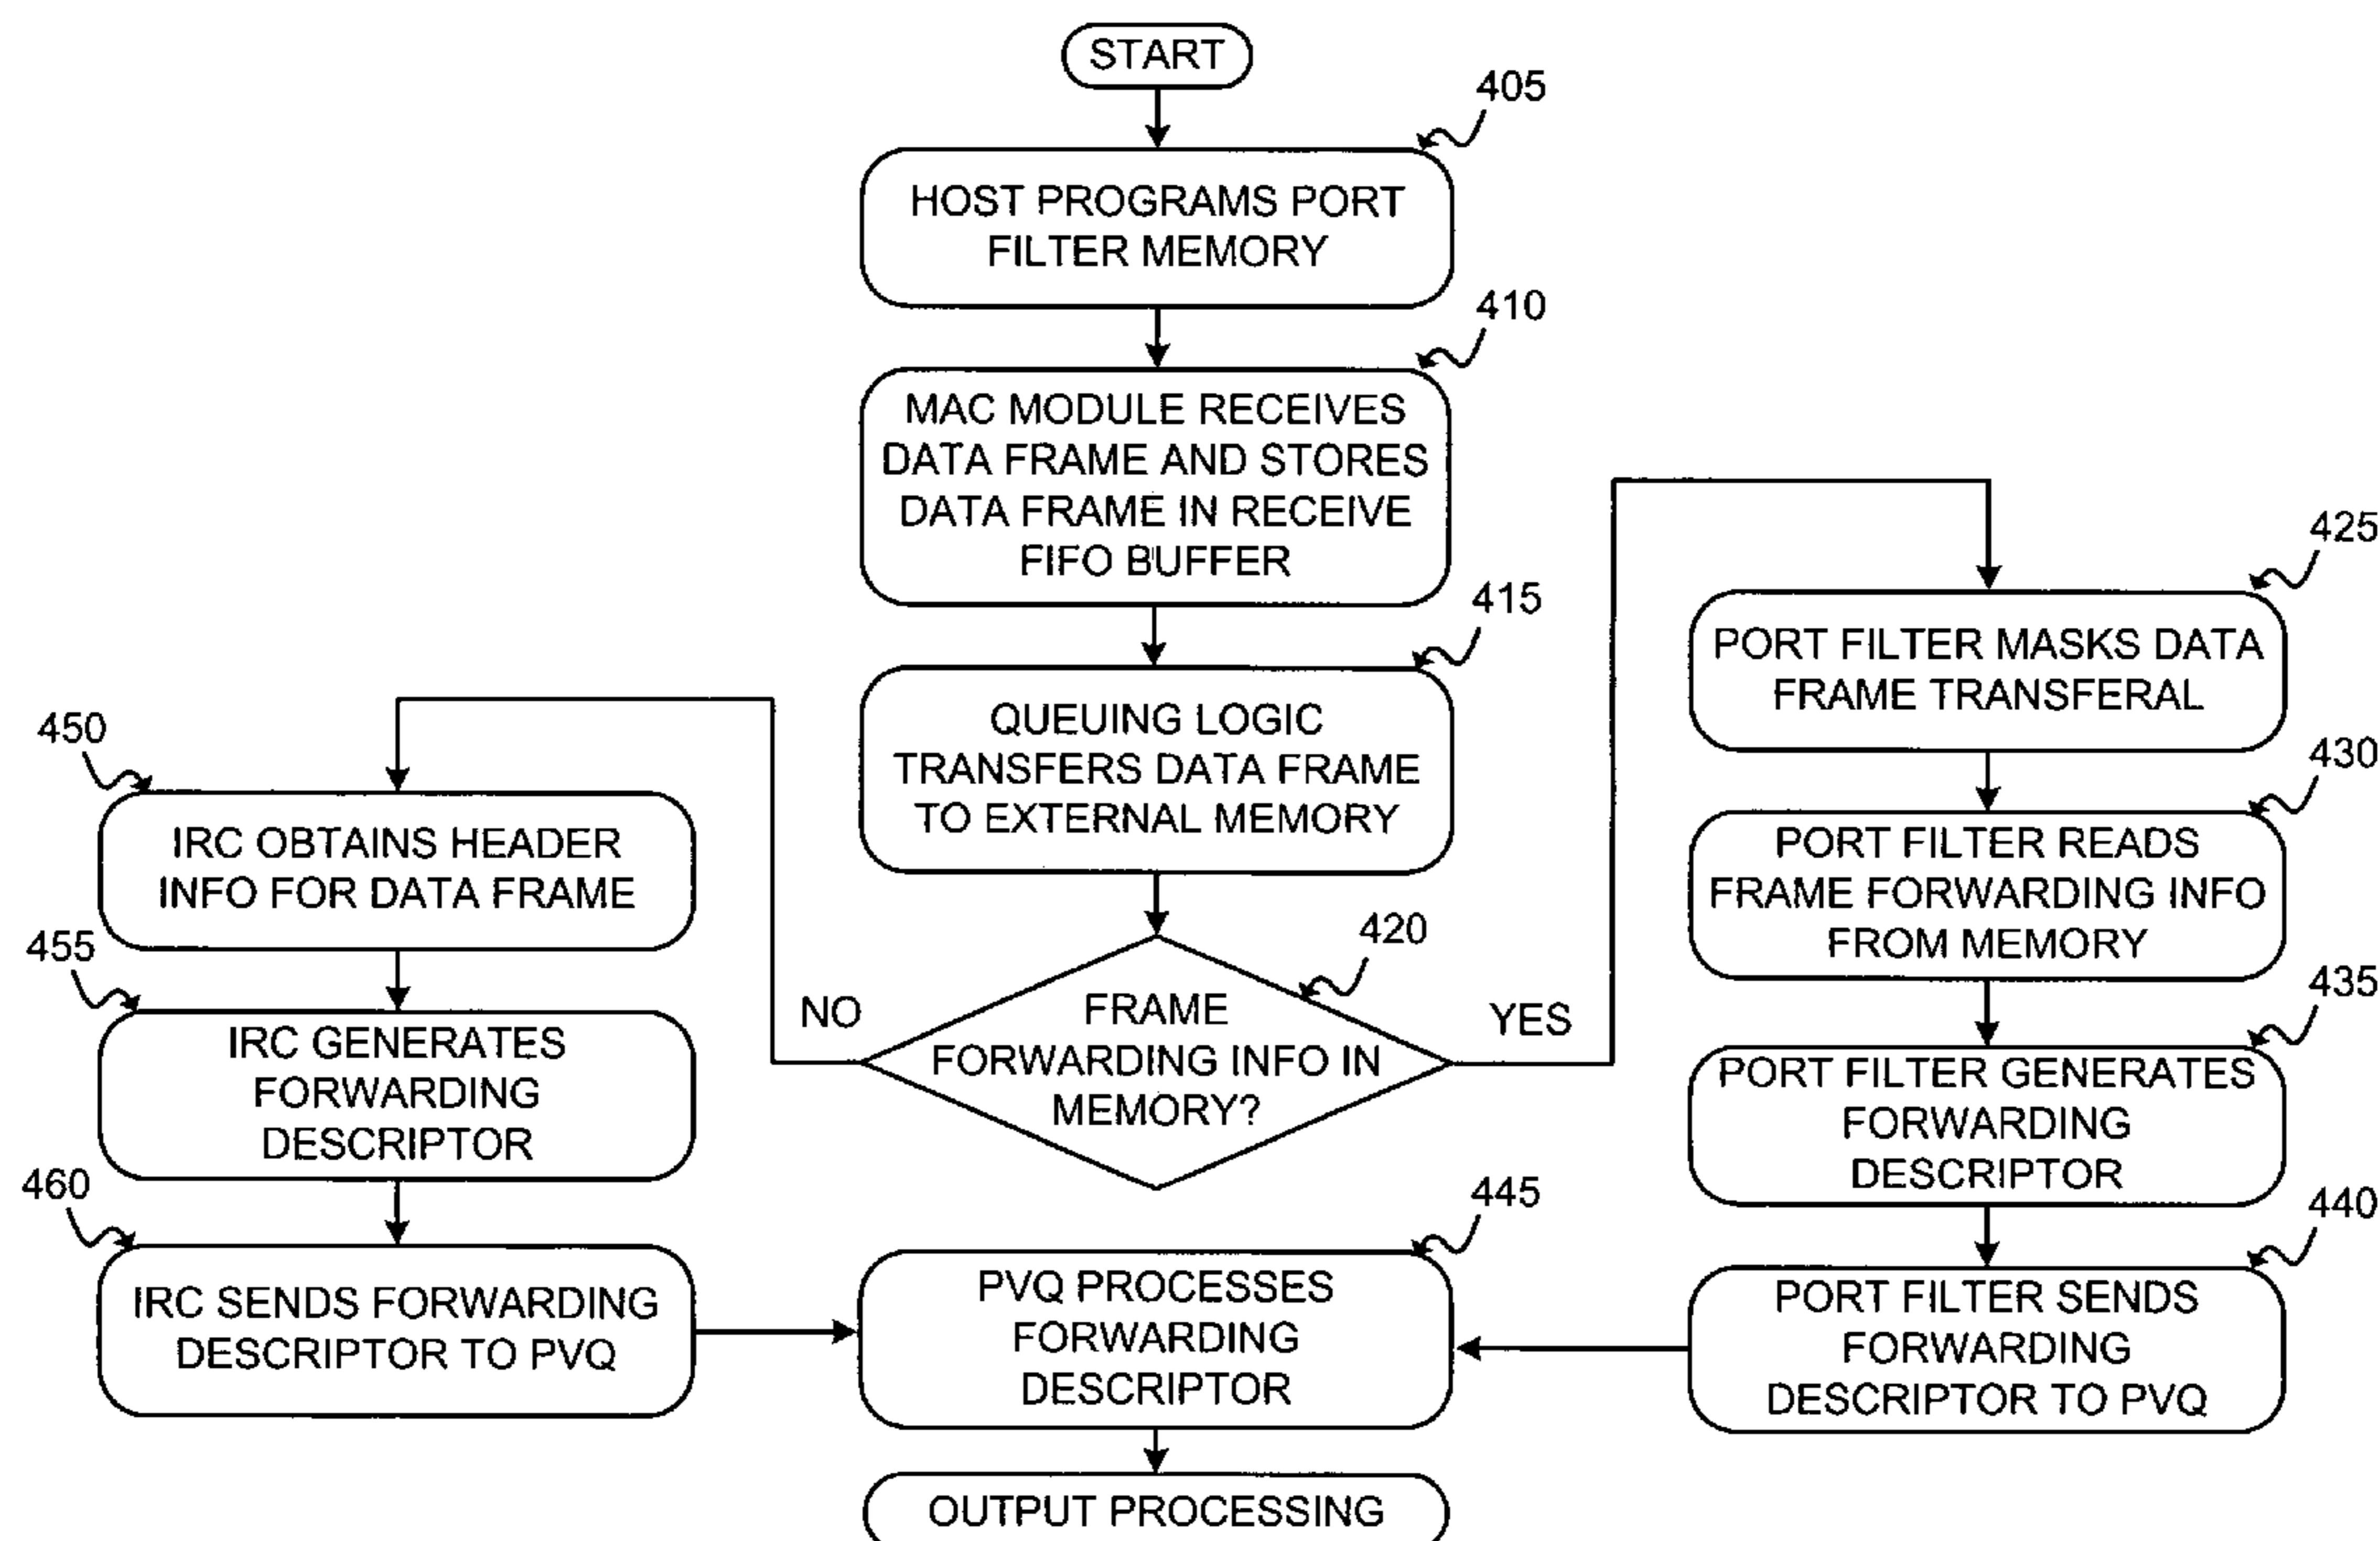 START
405
HOST PROGRAMS PORT
FILTER MEMORY
410
MAC MODULE RECEIVES
DATA FRAME AND STORES
DATA FRAME IN RECEIVE
FIFO BUFFER
415
QUEUING LOGIC
TRANSFERS DATA FRAME
TO EXTERNAL MEMORY
420
FRAME
FORWARDING INFO IN
MEMORY?
NO
YES
425
PORT FILTER MASKS DATA
FRAME TRANSFERAL
430
PORT FILTER READS
FRAME FORWARDING INFO
FROM MEMORY
435
PORT FILTER GENERATES
FORWARDING
DESCRIPTOR
440
PORT FILTER SENDS
FORWARDING
DESCRIPTOR TO PVQ
450
IRC OBTAINS HEADER
INFO FOR DATA FRAME
455
IRC GENERATES
FORWARDING
DESCRIPTOR
460
IRC SENDS FORWARDING
DESCRIPTOR TO PVQ
445
PVQ PROCESSES
FORWARDING
DESCRIPTOR
OUTPUT PROCESSING